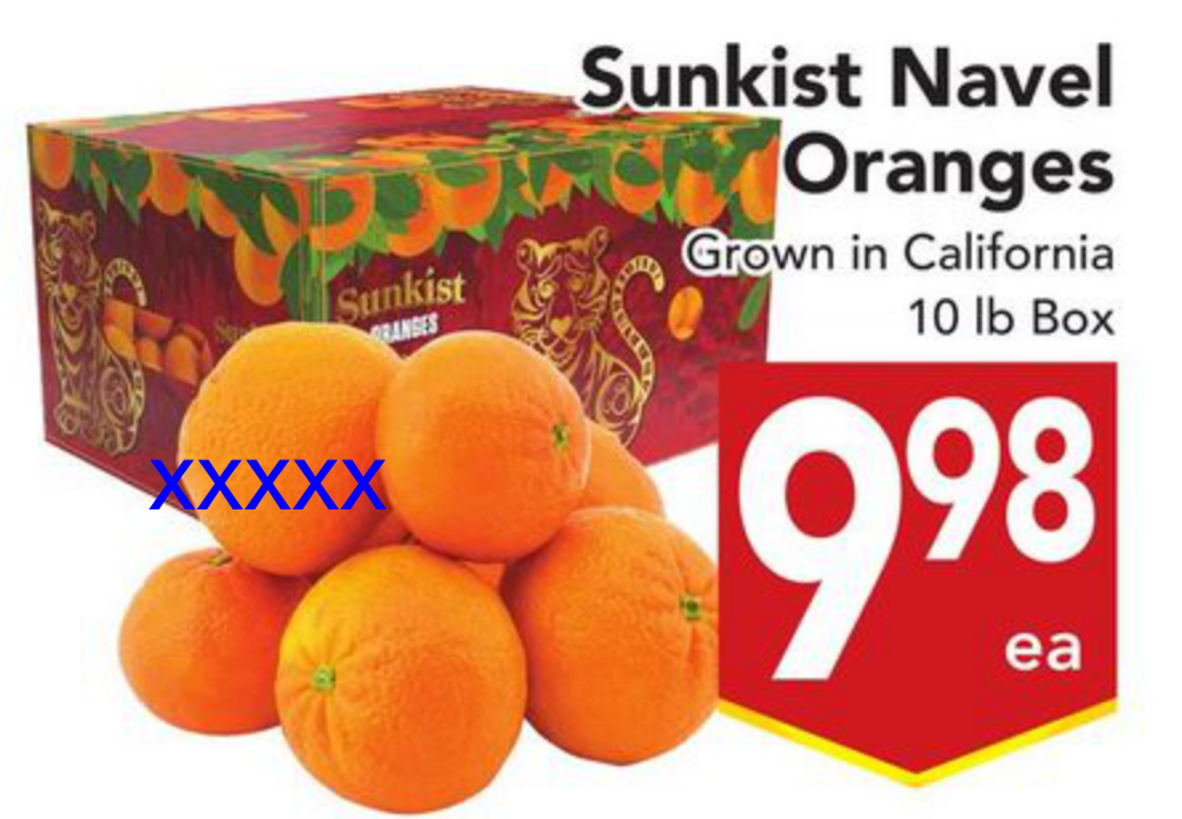 Sunkist Navel
Oranges
Grown in California
10 lb Box
Sunkist
ORANGES
XXXXX
998
ea